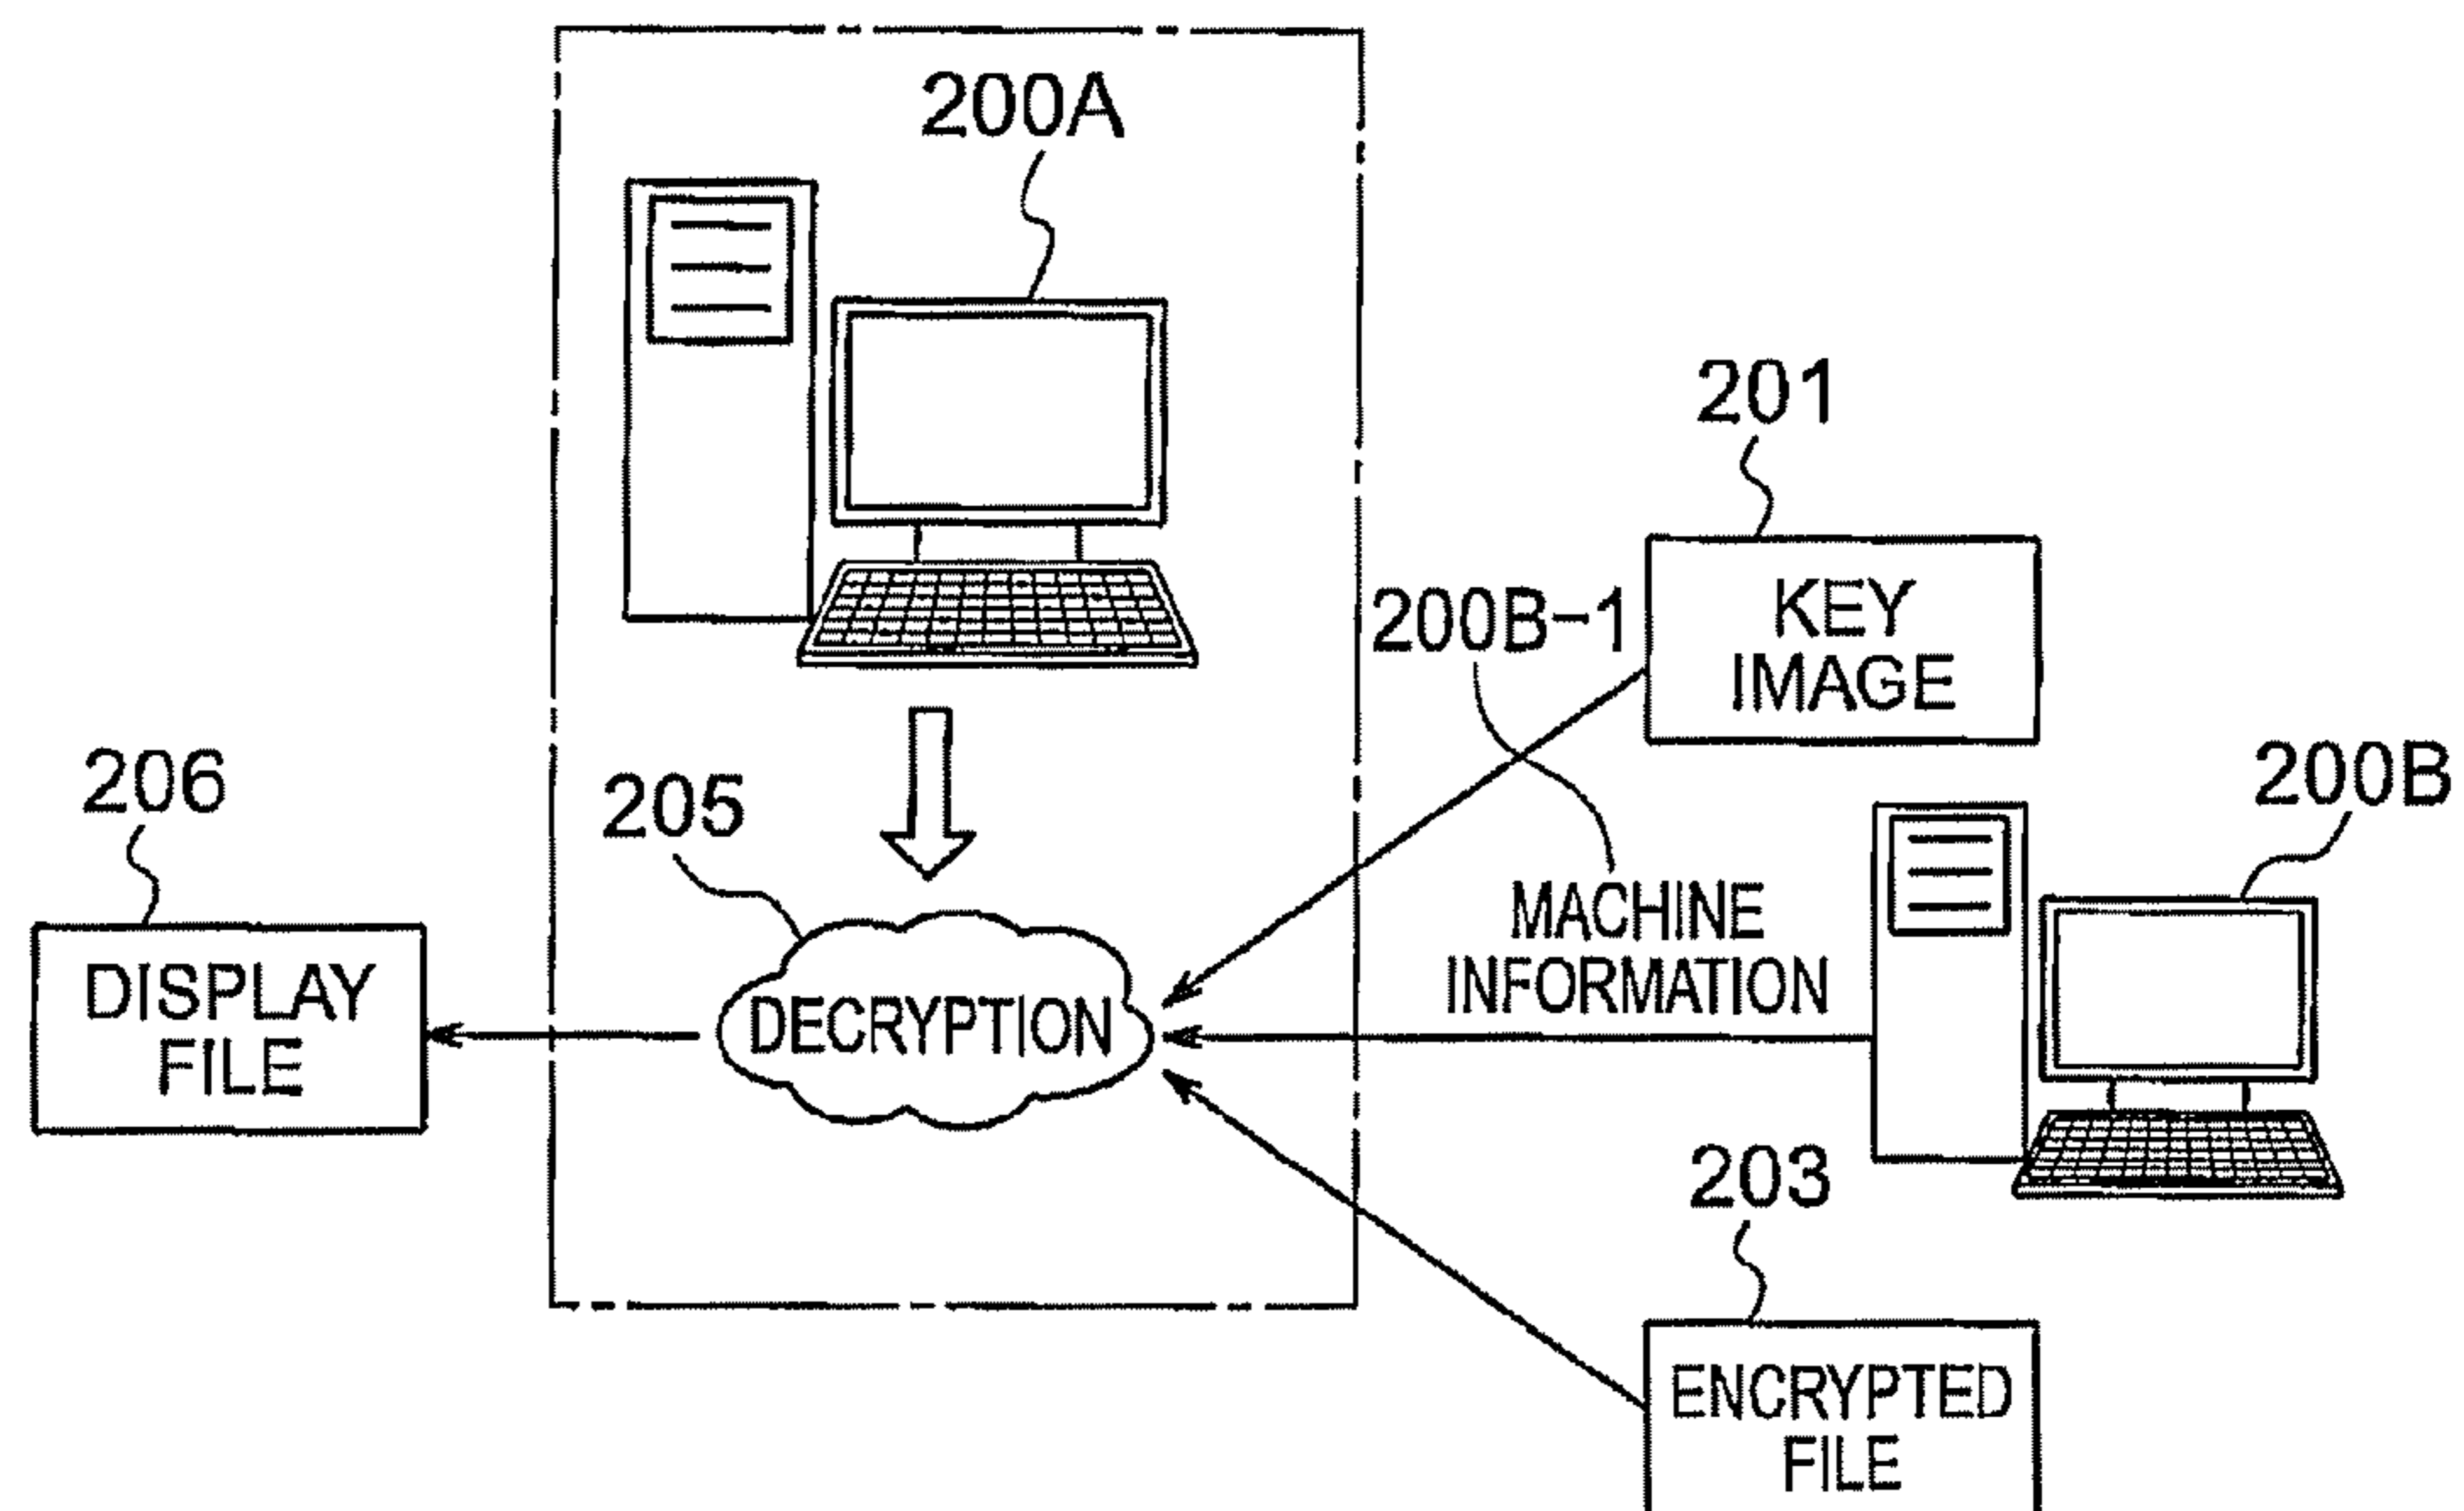 200A
201
KEY
IMAGE
200B-1
206
205
200B
MACHINE
INFORMATION
DISPLAY
FILE
DECRYPTION
203
ENCRYPTED
FILE